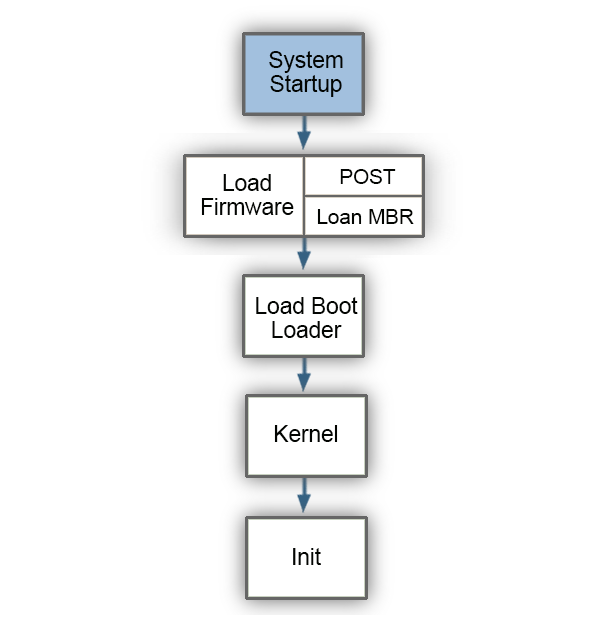 System
Startup
Load
Firmware
POST
Loan MBR
Load Boot
Loader
Kernel
Init